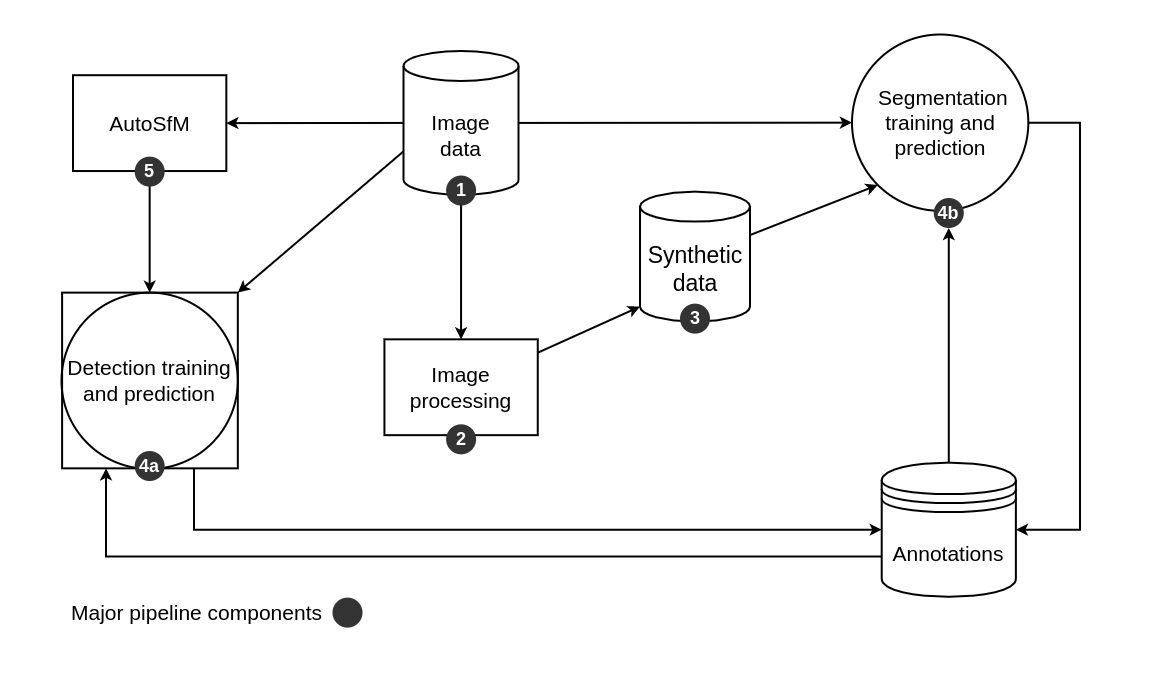 AutoSfM
5
Image
data
1
Segmentation
training and
prediction
4b
Synthetic
data
3
Detection training
and prediction
4a
Image
processing
2
Annotations
Major pipeline components